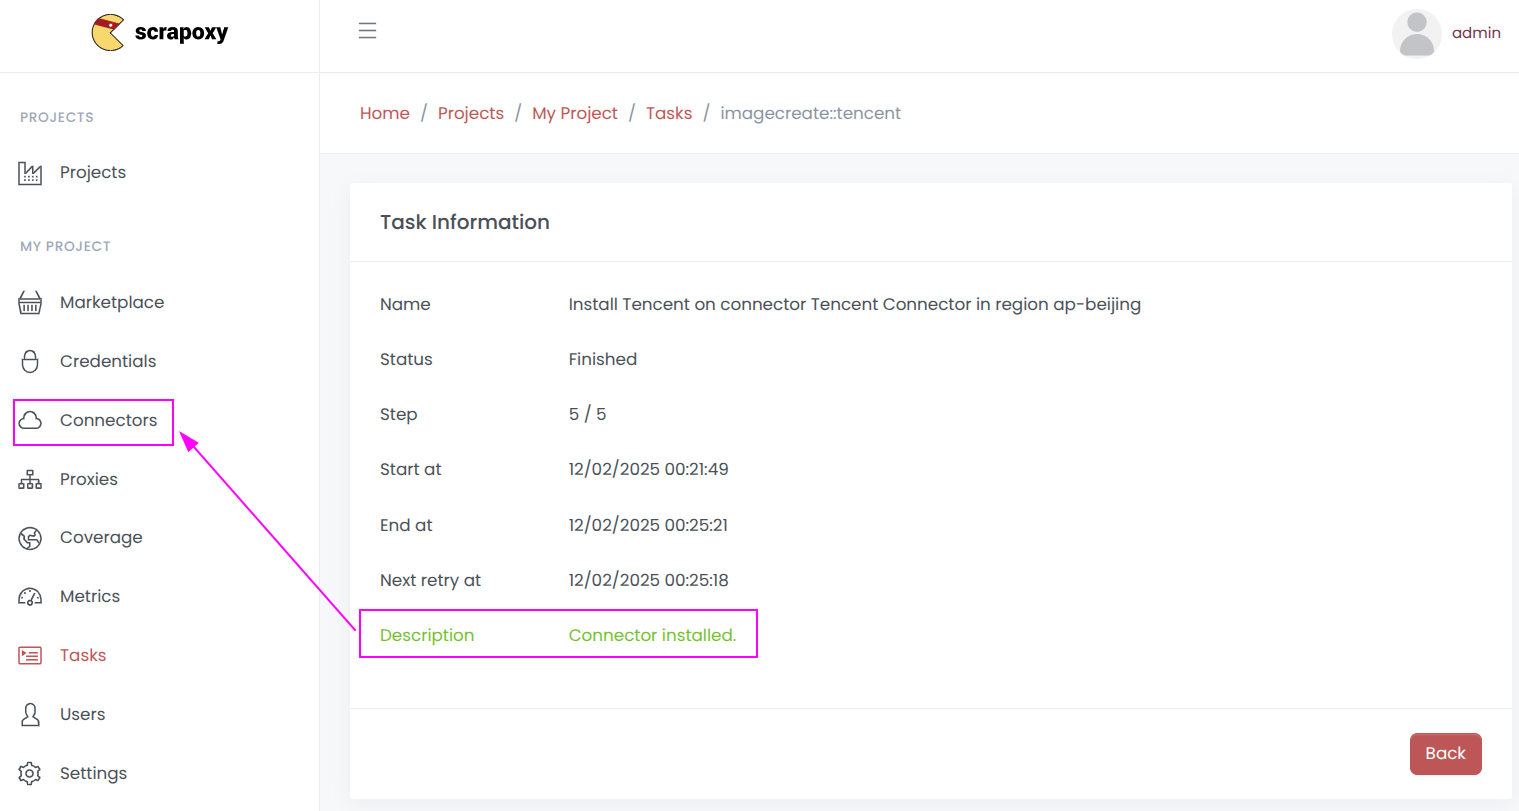 scrapoxy
admin
PROJECTS
Projects
MY PROJECT
Marketplace
Credentials
Connectors
Proxies
Coverage
Metrics
Tasks
Users
Settings
Home / Projects / My Project / Tasks / imagecreate::tencent
Task Information
Name Install Tencent on connector Tencent Connector in region ap-beijing
Status Finished
Step 5 / 5
Start at 12/02/2025 00:21:49
End at 12/02/2025 00:25:21
Next retry at 12/02/2025 00:25:18
Description Connector installed.
Back